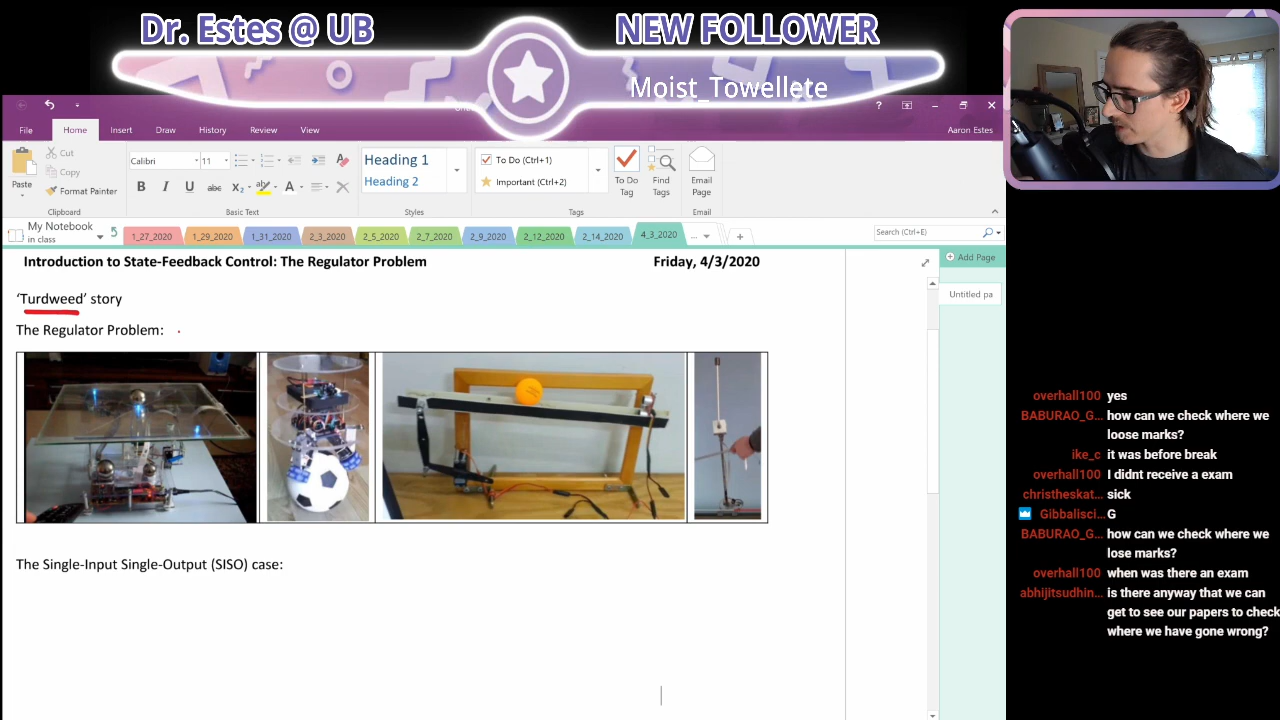 Dr. Estes @ UB
NEW FOLLOWER
Moist_Towellete
?
File Home Insert Draw History Review View
Aaron Estes
Paste
Cut
Copy
Format Painter
Clipboard
Calibri 11
B I U abc X₂ ab A
Basic Text
Heading 1
Heading 2
Styles
To Do (Ctrl+1)
Important (Ctrl+2)
To Do Tag
Find Tags
Tags
Email Page
Email
My Notebook
in class
1_27_2020 1_29_2020 1_31_2020 2_3_2020 2_5_2020 2_7_2020 2_9_2020 2_12_2020 2_14_2020 4_3_2020 ...
Search (Ctrl+E)
Add Page
Untitled pa
Introduction to State-Feedback Control: The Regulator Problem Friday, 4/3/2020
‘Turdweed’ story
The Regulator Problem:
The Single-Input Single-Output (SISO) case:
overhall100 yes
BABURAO_G... how can we check where we
loose marks?
ike_c it was before break
overhall100 I didnt receive a exam
christheskat... sick
Gibbalisci... G
BABURAO_G... how can we check where we
lose marks?
overhall100 when was there an exam
abhijitsudhin... is there anyway that we can
get to see our papers to check
where we have gone wrong?